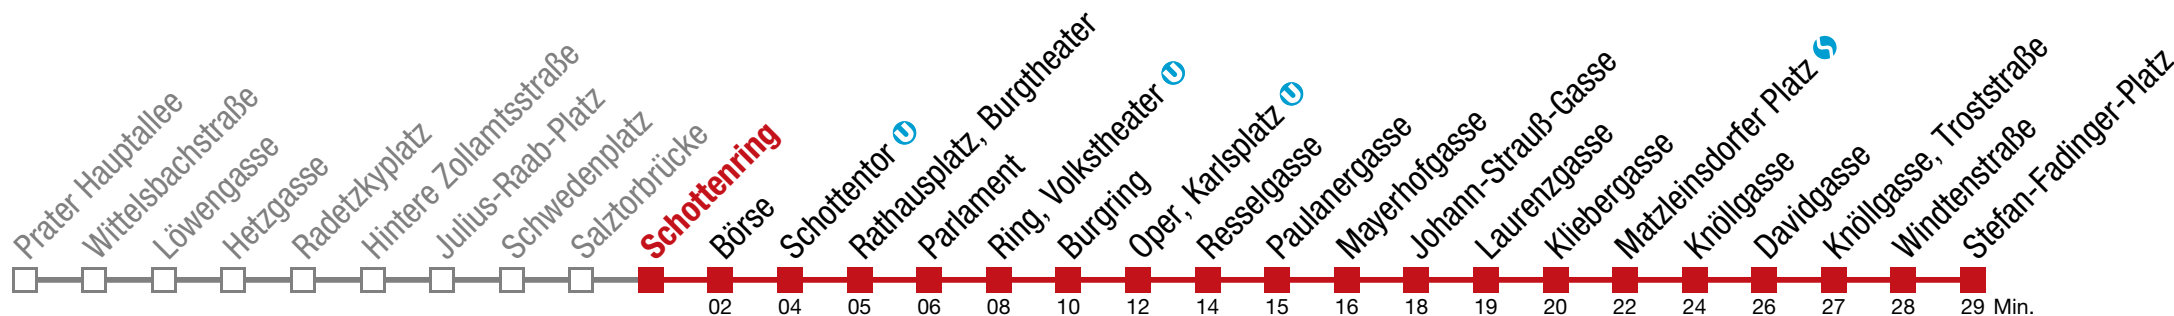 Prater Hauptallee
Wittelsbachstraße
Löwengasse
Hetzgasse
Radetzkyplatz
Hintere Zollamtsstraße
Julius-Raab-Platz
Schwedenplatz
Salztorbrücke
Schottenring
Börse
Schottentor
Rathausplatz, Burgtheater
Parlament
Ring, Volkstheater
Burgring
Oper, Karlsplatz
Resselgasse
Paulanergasse
Mayerhofgasse
Johann-Strauß-Gasse
Laurenzgasse
Kliebergasse
Matzleinsdorfer Platz
Knöllgasse
Davidgasse
Knöllgasse, Troststraße
Windtenstraße
Stefan-Fadinger-Platz
02 04 05 06 08 10 12 14 15 16 18 19 20 22 24 26 27 28 29 Min.